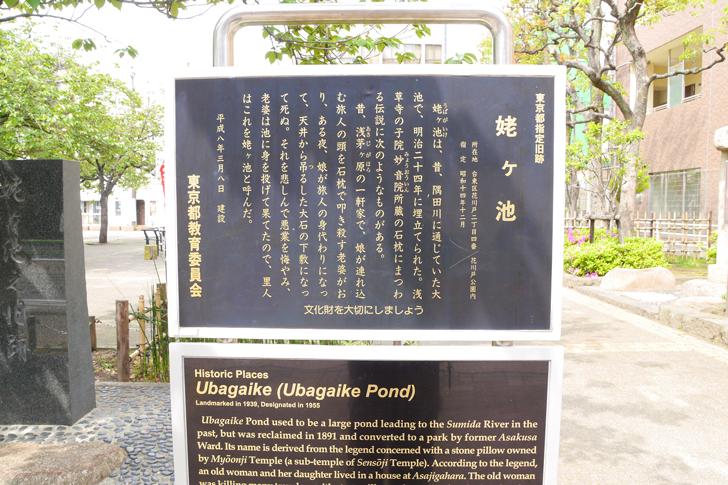 東京都指定旧跡
姥ヶ池
所在地 台東区花川戸二丁目四番 花川戸公園内
指定 昭和十四年十二月
姥ヶ池は、昔、隅田川に通じていた大
池で、明治二十四年に埋立てられた。浅
草寺の子院妙音院所蔵の石枕にまつわ
る伝説に次のようなものがある。
昔、浅茅ヶ原の一軒家で、娘が連れ込
む旅人の頭を石枕で叩き殺す老婆がお
り、ある夜、娘が旅人の身代わりになっ
て、天井から吊るした大石の下敷になっ
て死ぬ。それを悲しんで悪業を悔やみ、
老婆は池に身を投げて果てたので、里人
はこれを姥ヶ池と呼んだ。
平成八年三月八日 建設
東京都教育委員会
文化財を大切にしましょう
Historic Places
Ubagaike (Ubagaike Pond)
Landmarked in 1939, Designated in 1955
Ubagaike Pond used to be a large pond leading to the Sumida River in the
past, but was reclaimed in 1891 and converted to a park by former Asakusa
Ward. Its name is derived from the legend concerned with a stone pillow owned
by Myōonji Temple (a sub-temple of Sensōji Temple). According to the legend,
an old woman and her daughter lived in a house at Asajigahara. The old woman